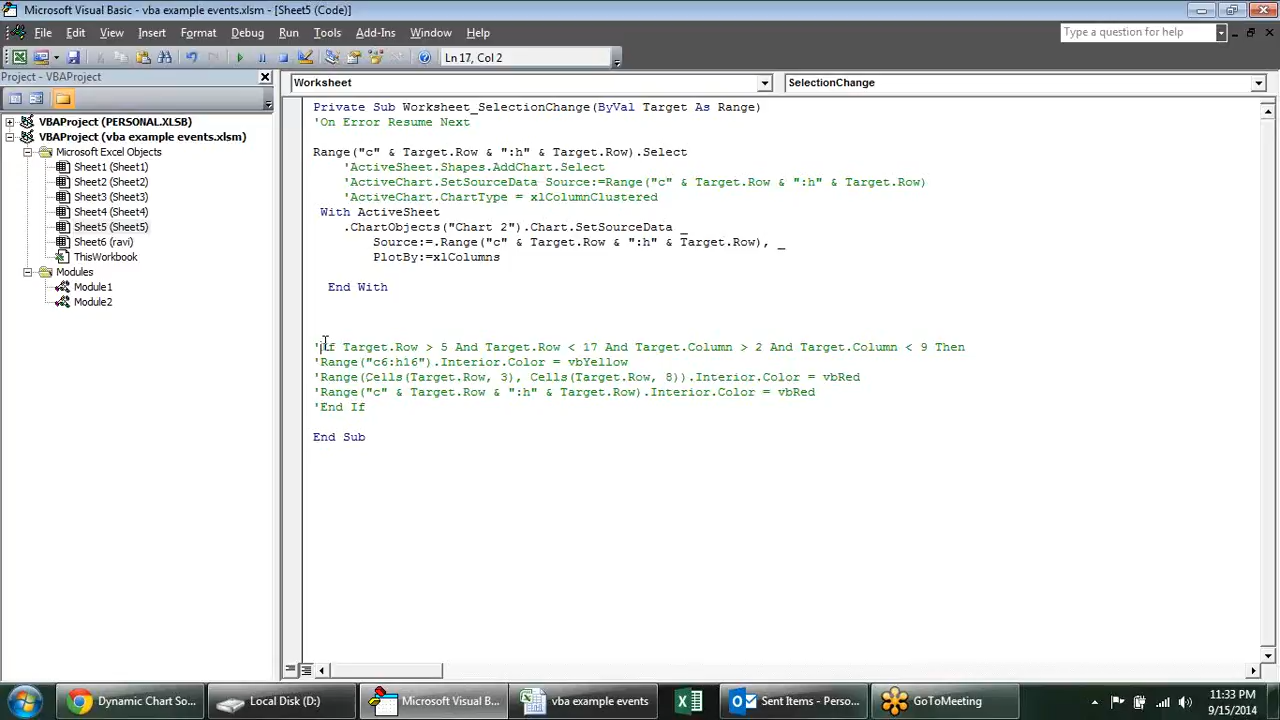 Microsoft Visual Basic - vba example events.xlsm - [Sheet5 (Code)]
File Edit View Insert Format Debug Run Tools Add-Ins Window Help
Type a question for help
Ln 17, Col 2
Project - VBAProject
Worksheet
SelectionChange
VBAProject (PERSONAL.XLSB)
VBAProject (vba example events.xlsm)
Microsoft Excel Objects
Sheet1 (Sheet1)
Sheet2 (Sheet2)
Sheet3 (Sheet3)
Sheet4 (Sheet4)
Sheet5 (Sheet5)
Sheet6 (ravi)
ThisWorkbook
Modules
Module1
Module2
Private Sub Worksheet_SelectionChange(ByVal Target As Range)
'On Error Resume Next
Range("c" & Target.Row & ":h" & Target.Row).Select
'ActiveSheet.Shapes.AddChart.Select
'ActiveChart.SetSourceData Source:=Range("c" & Target.Row & ":h" & Target.Row)
'ActiveChart.ChartType = xlColumnClustered
With ActiveSheet
.ChartObjects("Chart 2").Chart.SetSourceData _
Source:=.Range("c" & Target.Row & ":h" & Target.Row), _
PlotBy:=xlColumns
End With
'If Target.Row > 5 And Target.Row < 17 And Target.Column > 2 And Target.Column < 9 Then
'Range("c6:h16").Interior.Color = vbYellow
'Range(Cells(Target.Row, 3), Cells(Target.Row, 8)).Interior.Color = vbRed
'Range("c" & Target.Row & ":h" & Target.Row).Interior.Color = vbRed
'End If
End Sub
Dynamic Chart So...
Local Disk (D:)
Microsoft Visual B...
vba example events
Sent Items - Perso...
GoToMeeting
11:33 PM
9/15/2014